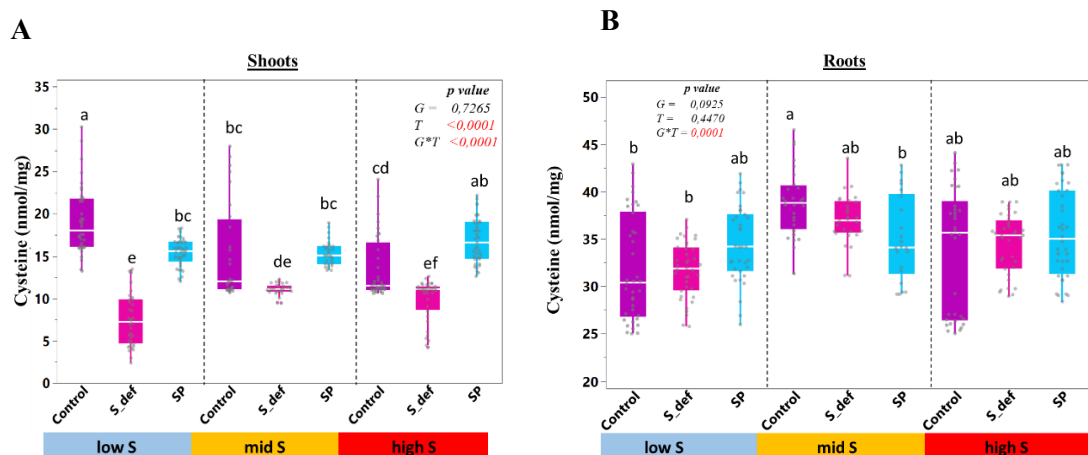 A
Shoots
p value
G = 0,7265
T <0,0001
G*T <0,0001
Cysteine (nmol/mg)
35
30
25
20
15
10
5
0
a
e
bc
bc
de
bc
cd
ef
ab
Control
S_def
SP
Control
S_def
SP
Control
S_def
SP
low S
mid S
high S
B
Roots
p value
G = 0,0925
T = 0,4470
G*T = 0,0001
Cysteine (nmol/mg)
50
45
40
35
30
25
20
b
b
ab
a
ab
b
ab
ab
ab
Control
S_def
SP
Control
S_def
SP
Control
S_def
SP
low S
mid S
high S